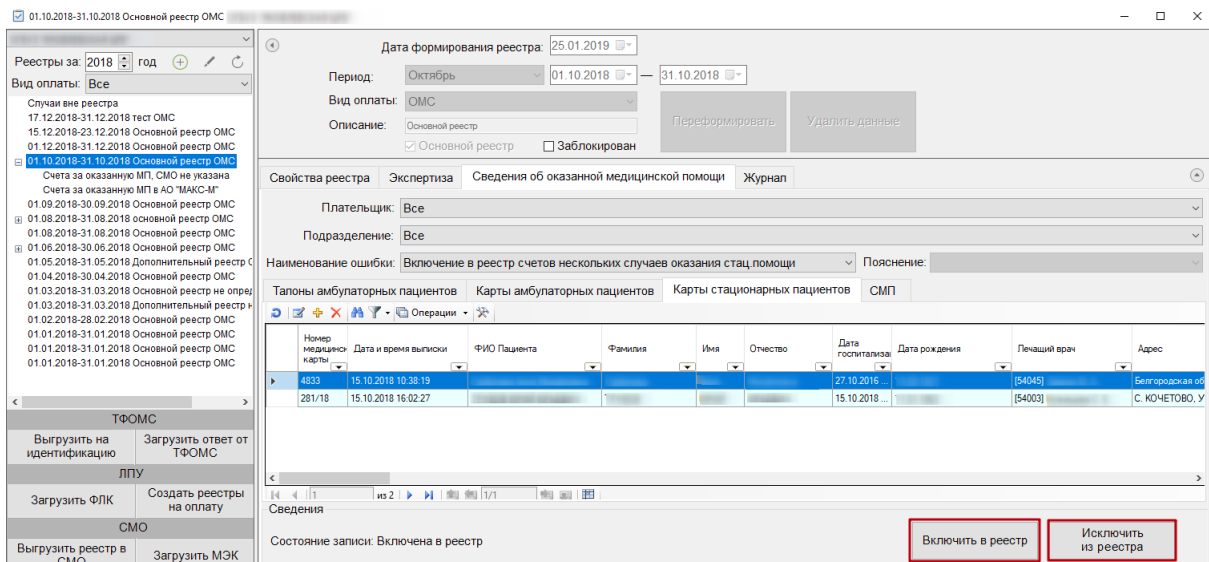 01.10.2018-31.10.2018 Основной реестр ОМС
Реестры за: 2018 год
Вид оплаты: Все
Случаи вне реестра
17.12.2018-31.12.2018 тест ОМС
15.12.2018-23.12.2018 Основной реестр ОМС
01.12.2018-31.12.2018 Основной реестр ОМС
01.10.2018-31.10.2018 Основной реестр ОМС
Счета за оказанную МП, СМО не указана
Счета за оказанную МП в АО "МАКС-М"
01.09.2018-30.09.2018 Основной реестр ОМС
01.08.2018-31.08.2018 основной реестр ОМС
01.08.2018-31.08.2018 Основной реестр ОМС
01.06.2018-30.06.2018 Основной реестр ОМС
01.05.2018-31.05.2018 Дополнительный реестр С
01.04.2018-30.04.2018 Основной реестр ОМС
01.03.2018-31.03.2018 Основной реестр не опред
01.03.2018-31.03.2018 Дополнительный реестр н
01.02.2018-28.02.2018 Основной реестр ОМС
01.01.2018-31.01.2018 Основной реестр ОМС
01.01.2018-31.01.2018 Основной реестр ОМС
01.01.2018-31.01.2018 Основной реестр ОМС
ТФОМС
Выгрузить на идентификацию
Загрузить ответ от ТФОМС
ЛПУ
Загрузить ФЛК
Создать реестры на оплату
СМО
Выгрузить реестр в СМО
Загрузить МЭК
Дата формирования реестра: 25.01.2019
Период: Октябрь 01.10.2018 — 31.10.2018
Вид оплаты: ОМС
Описание: Основной реестр
Основной реестр Заблокирован
Переформировать Удалить данные
Свойства реестра Экспертиза Сведения об оказанной медицинской помощи Журнал
Плательщик: Все
Подразделение: Все
Наименование ошибки: Включение в реестр счетов нескольких случаев оказания стац.помощи Пояснение:
Талоны амбулаторных пациентов Карты амбулаторных пациентов Карты стационарных пациентов СМП
Операции
Номер медицинск карты Дата и время выписки ФИО Пациента Фамилия Имя Отчество Дата госпитализа Дата рождения Лечащий врач Адрес
4833 15.10.2018 10:38:19 27.10.2016 ... [54045] Белгородская об
281/18 15.10.2018 16:02:27 15.10.2018 ... [54003] С. КОЧЕТОВО, У
1 из 2 1/1
Сведения
Состояние записи: Включена в реестр
Включить в реестр
Исключить из реестра